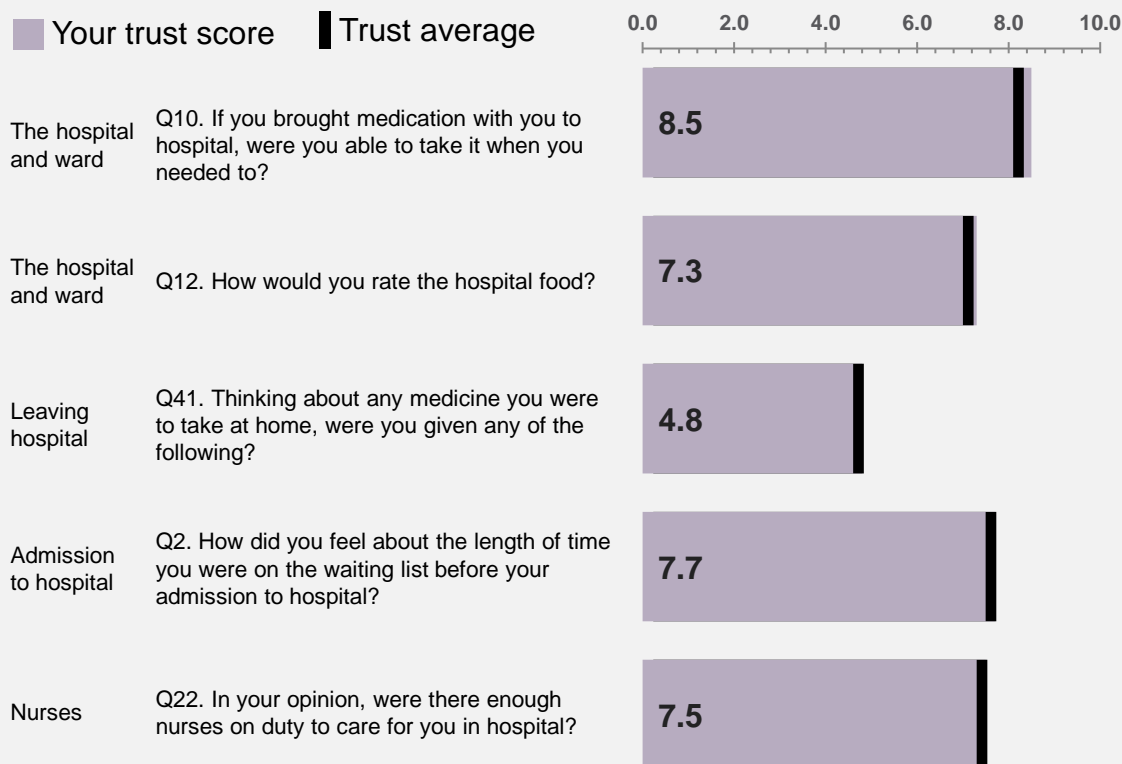 Your trust score Trust average
0.0 2.0 4.0 6.0 8.0 10.0
The hospital
and ward
Q10. If you brought medication with you to
hospital, were you able to take it when you
needed to?
8.5
The hospital
and ward
Q12. How would you rate the hospital food?
7.3
Leaving
hospital
Q41. Thinking about any medicine you were
to take at home, were you given any of the
following?
4.8
Admission
to hospital
Q2. How did you feel about the length of time
you were on the waiting list before your
admission to hospital?
7.7
Nurses
Q22. In your opinion, were there enough
nurses on duty to care for you in hospital?
7.5